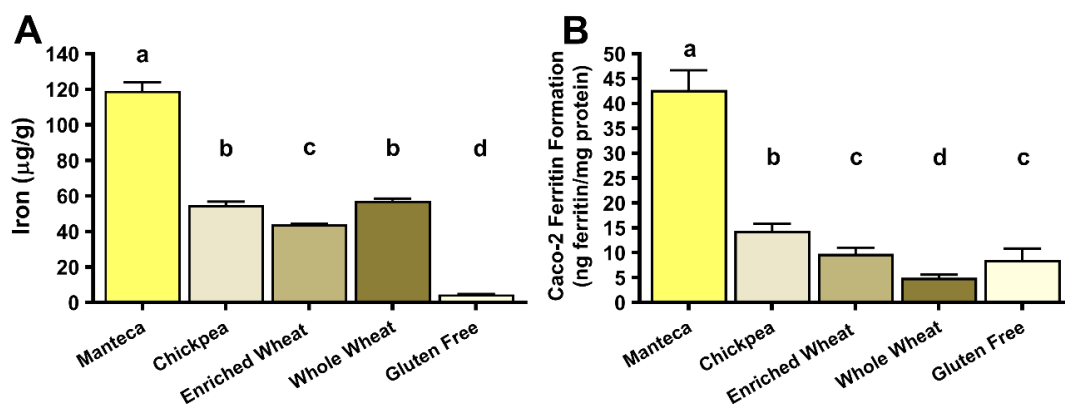 A
Iron (μg/g)
140
120
100
80
60
40
20
0
a
b
c
b
d
Manteca
Chickpea
Enriched Wheat
Whole Wheat
Gluten Free
B
Caco-2 Ferritin Formation
(ng ferritin/mg protein)
50
45
40
35
30
25
20
15
10
5
0
a
b
c
d
c
Manteca
Chickpea
Enriched Wheat
Whole Wheat
Gluten Free